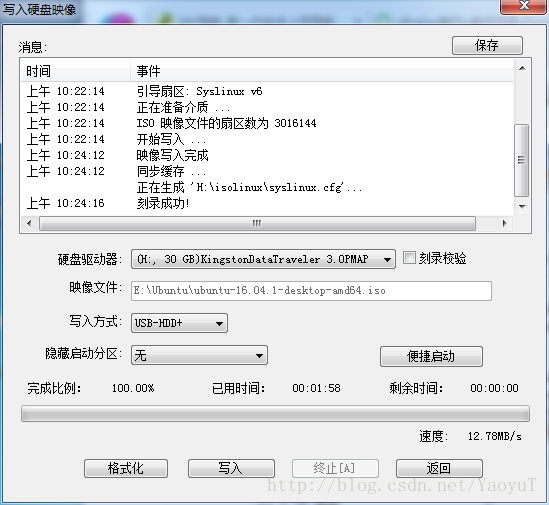 写入硬盘映像
消息:
保存
时间 事件
上午 10:22:14 引导扇区: Syslinux v6
上午 10:22:14 正在准备介质 ...
上午 10:22:14 ISO 映像文件的扇区数为 3016144
上午 10:22:14 开始写入 ...
上午 10:24:12 映像写入完成
上午 10:24:12 同步缓存 ...
正在生成 'H:\isolinux\syslinux.cfg'...
上午 10:24:16 刻录成功!
硬盘驱动器: (H:, 30 GB)KingstonDataTraveler 3.0PMAP 刻录校验
映像文件: E:\Ubuntu\ubuntu-16.04.1-desktop-amd64.iso
写入方式: USB-HDD+
隐藏启动分区: 无 便捷启动
完成比例: 100.00% 已用时间: 00:01:58 剩余时间: 00:00:00
速度: 12.78MB/s
格式化 写入 终止[A] 返回
http://blog.csdn.net/YaoyuT